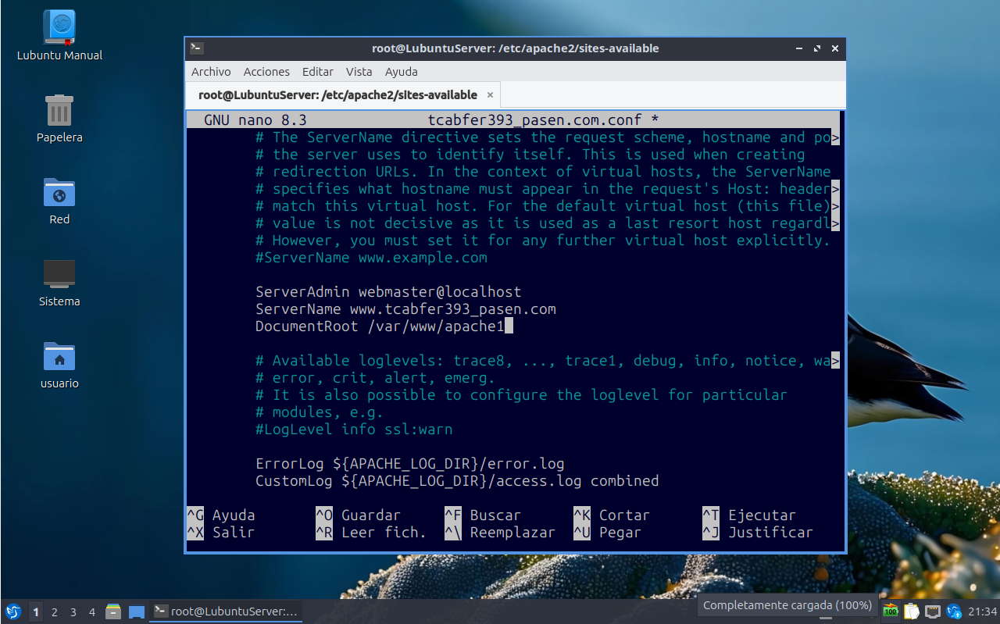 Lubuntu Manual
Papelera
Red
Sistema
usuario
root@LubuntuServer: /etc/apache2/sites-available
Archivo Acciones Editar Vista Ayuda
root@LubuntuServer: /etc/apache2/sites-available ×
GNU nano 8.3 tcabfer393_pasen.com.conf *
# The ServerName directive sets the request scheme, hostname and po>
# the server uses to identify itself. This is used when creating
# redirection URLs. In the context of virtual hosts, the ServerName
# specifies what hostname must appear in the request's Host: header>
# match this virtual host. For the default virtual host (this file)>
# value is not decisive as it is used as a last resort host regardl>
# However, you must set it for any further virtual host explicitly.
#ServerName www.example.com
ServerAdmin webmaster@localhost
ServerName www.tcabfer393_pasen.com
DocumentRoot /var/www/apache1
# Available loglevels: trace8, ..., trace1, debug, info, notice, wa>
# error, crit, alert, emerg.
# It is also possible to configure the loglevel for particular
# modules, e.g.
#LogLevel info ssl:warn
ErrorLog ${APACHE_LOG_DIR}/error.log
CustomLog ${APACHE_LOG_DIR}/access.log combined
^G Ayuda ^O Guardar ^F Buscar ^K Cortar ^T Ejecutar
^X Salir ^R Leer fich. ^\ Reemplazar ^U Pegar ^J Justificar
Completamente cargada (100%)
1 2 3 4 root@LubuntuServer:... 100 21:34